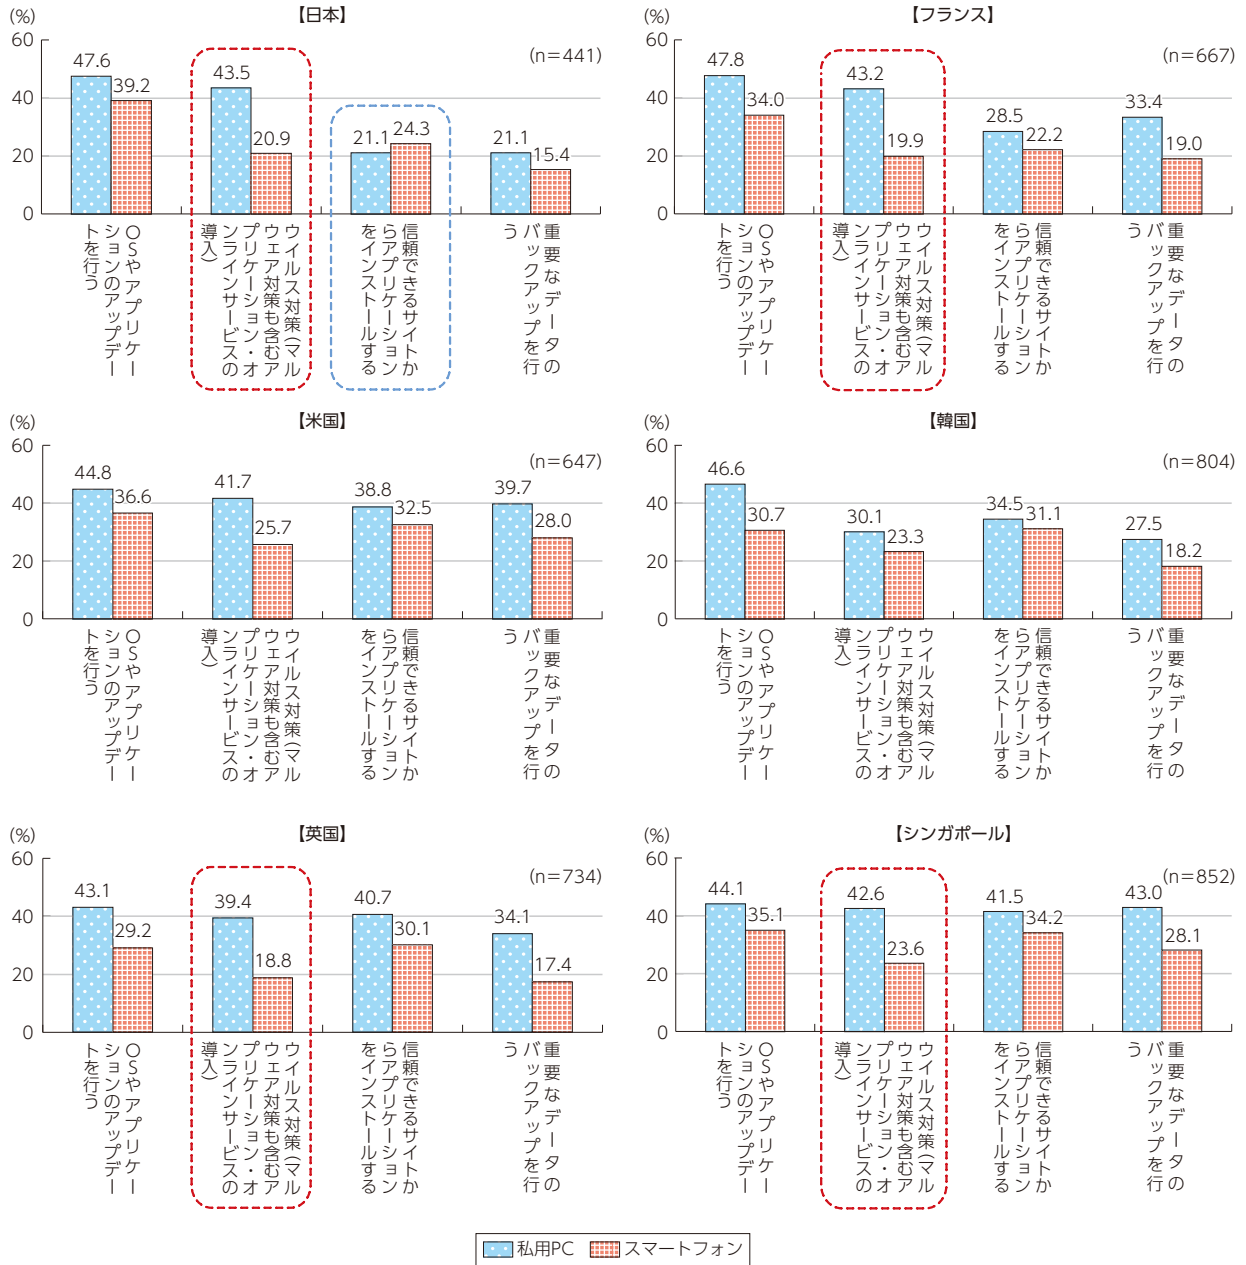 (%)
【日本】
60
(n=441)
47.6
39.2
43.5
20.9
21.1
24.3
21.1
15.4
40
20
0
OSやアプリケー
ションのアップデー
トを行う
ウイルス対策(マル
ウェア対策も含むア
プリケーション・オ
ンラインサービスの
導入)
信頼できるサイトか
らアプリケーション
をインストールする
重要なデータの
バックアップを行
う
(%)
【フランス】
60
(n=667)
47.8
34.0
43.2
19.9
28.5
22.2
33.4
19.0
40
20
0
OSやアプリケー
ションのアップデー
トを行う
ウイルス対策(マル
ウェア対策も含むア
プリケーション・オ
ンラインサービスの
導入)
信頼できるサイトか
らアプリケーション
をインストールする
重要なデータの
バックアップを行
う
(%)
【米国】
60
(n=647)
44.8
36.6
41.7
25.7
38.8
32.5
39.7
28.0
40
20
0
OSやアプリケー
ションのアップデー
トを行う
ウイルス対策(マル
ウェア対策も含むア
プリケーション・オ
ンラインサービスの
導入)
信頼できるサイトか
らアプリケーション
をインストールする
重要なデータの
バックアップを行
う
(%)
【韓国】
60
(n=804)
46.6
30.7
30.1
23.3
34.5
31.1
27.5
18.2
40
20
0
OSやアプリケー
ションのアップデー
トを行う
ウイルス対策(マル
ウェア対策も含むア
プリケーション・オ
ンラインサービスの
導入)
信頼できるサイトか
らアプリケーション
をインストールする
重要なデータの
バックアップを行
う
(%)
【英国】
60
(n=734)
43.1
29.2
39.4
18.8
40.7
30.1
34.1
17.4
40
20
0
OSやアプリケー
ションのアップデー
トを行う
ウイルス対策(マル
ウェア対策も含むア
プリケーション・オ
ンラインサービスの
導入)
信頼できるサイトか
らアプリケーション
をインストールする
重要なデータの
バックアップを行
う
(%)
【シンガポール】
60
(n=852)
44.1
35.1
42.6
23.6
41.5
34.2
43.0
28.1
40
20
0
OSやアプリケー
ションのアップデー
トを行う
ウイルス対策(マル
ウェア対策も含むア
プリケーション・オ
ンラインサービスの
導入)
信頼できるサイトか
らアプリケーション
をインストールする
重要なデータの
バックアップを行
う
私用PC
スマートフォン